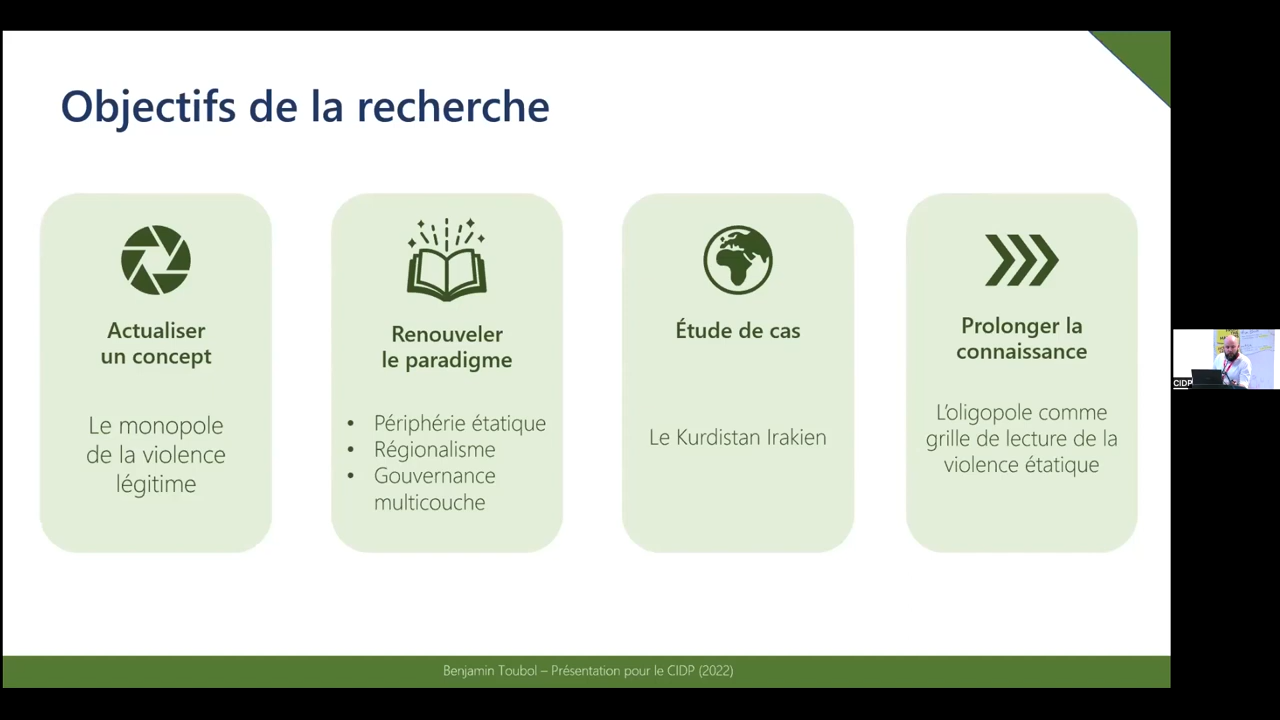 Objectifs de la recherche
Actualiser
un concept
Le monopole
de la violence
légitime
Renouveler
le paradigme
• Périphérie étatique
• Régionalisme
• Gouvernance
multicouche
Étude de cas
Le Kurdistan Irakien
Prolonger la
connaissance
L'oligopole comme
grille de lecture de la
violence étatique
CIDP
Benjamin Toubol – Présentation pour le CIDP (2022)